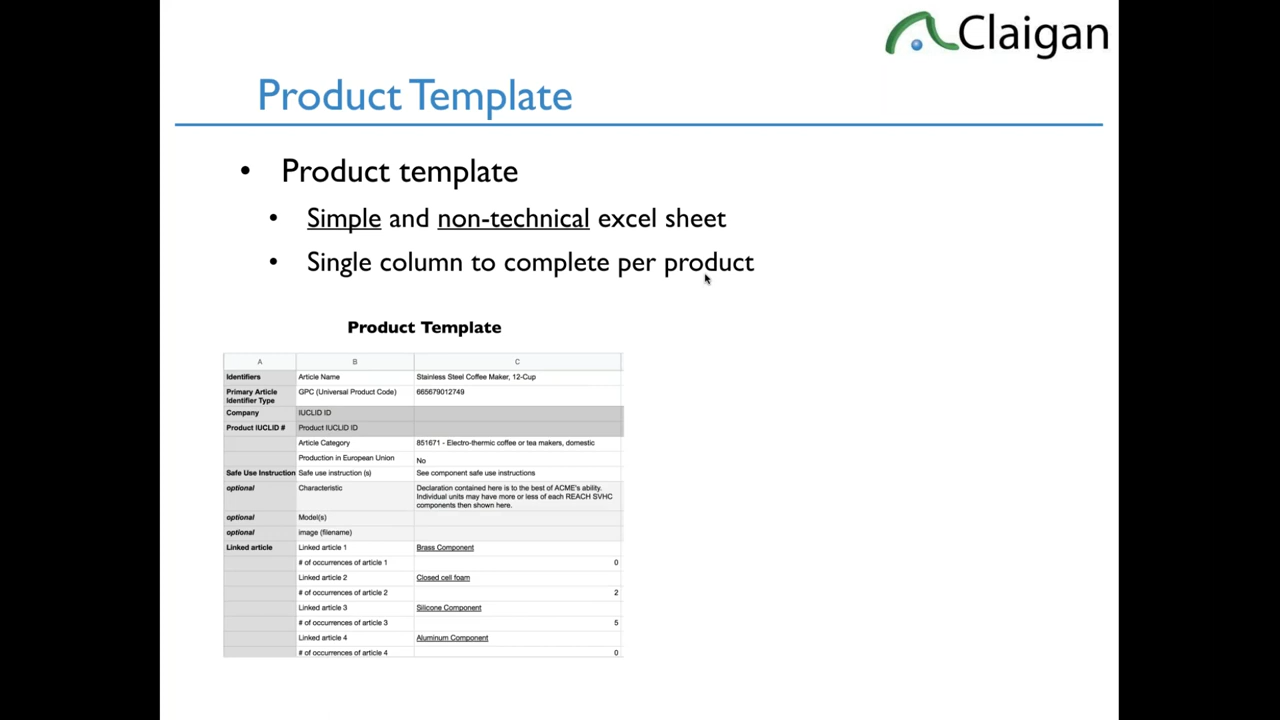 Claigan
Product Template
• Product template
• Simple and non-technical excel sheet
• Single column to complete per product
Product Template
A B C
Identifiers Article Name Stainless Steel Coffee Maker, 12-Cup
Primary Article Identifier Type GPC (Universal Product Code) 665679012749
Company IUCLID ID
Product IUCLID # Product IUCLID ID
Article Category 851671 - Electro-thermic coffee or tea makers, domestic
Production in European Union No
Safe Use Instruction Safe use instruction (s) See component safe use instructions
optional Characteristic Declaration contained here is to the best of ACME's ability.
Individual units may have more or less of each REACH SVHC
components then shown here.
optional Model(s)
optional image (filename)
Linked article Linked article 1 Brass Component
# of occurrences of article 1 0
Linked article 2 Closed cell foam
# of occurrences of article 2 2
Linked article 3 Silicone Component
# of occurrences of article 3 5
Linked article 4 Aluminum Component
# of occurrences of article 4 0